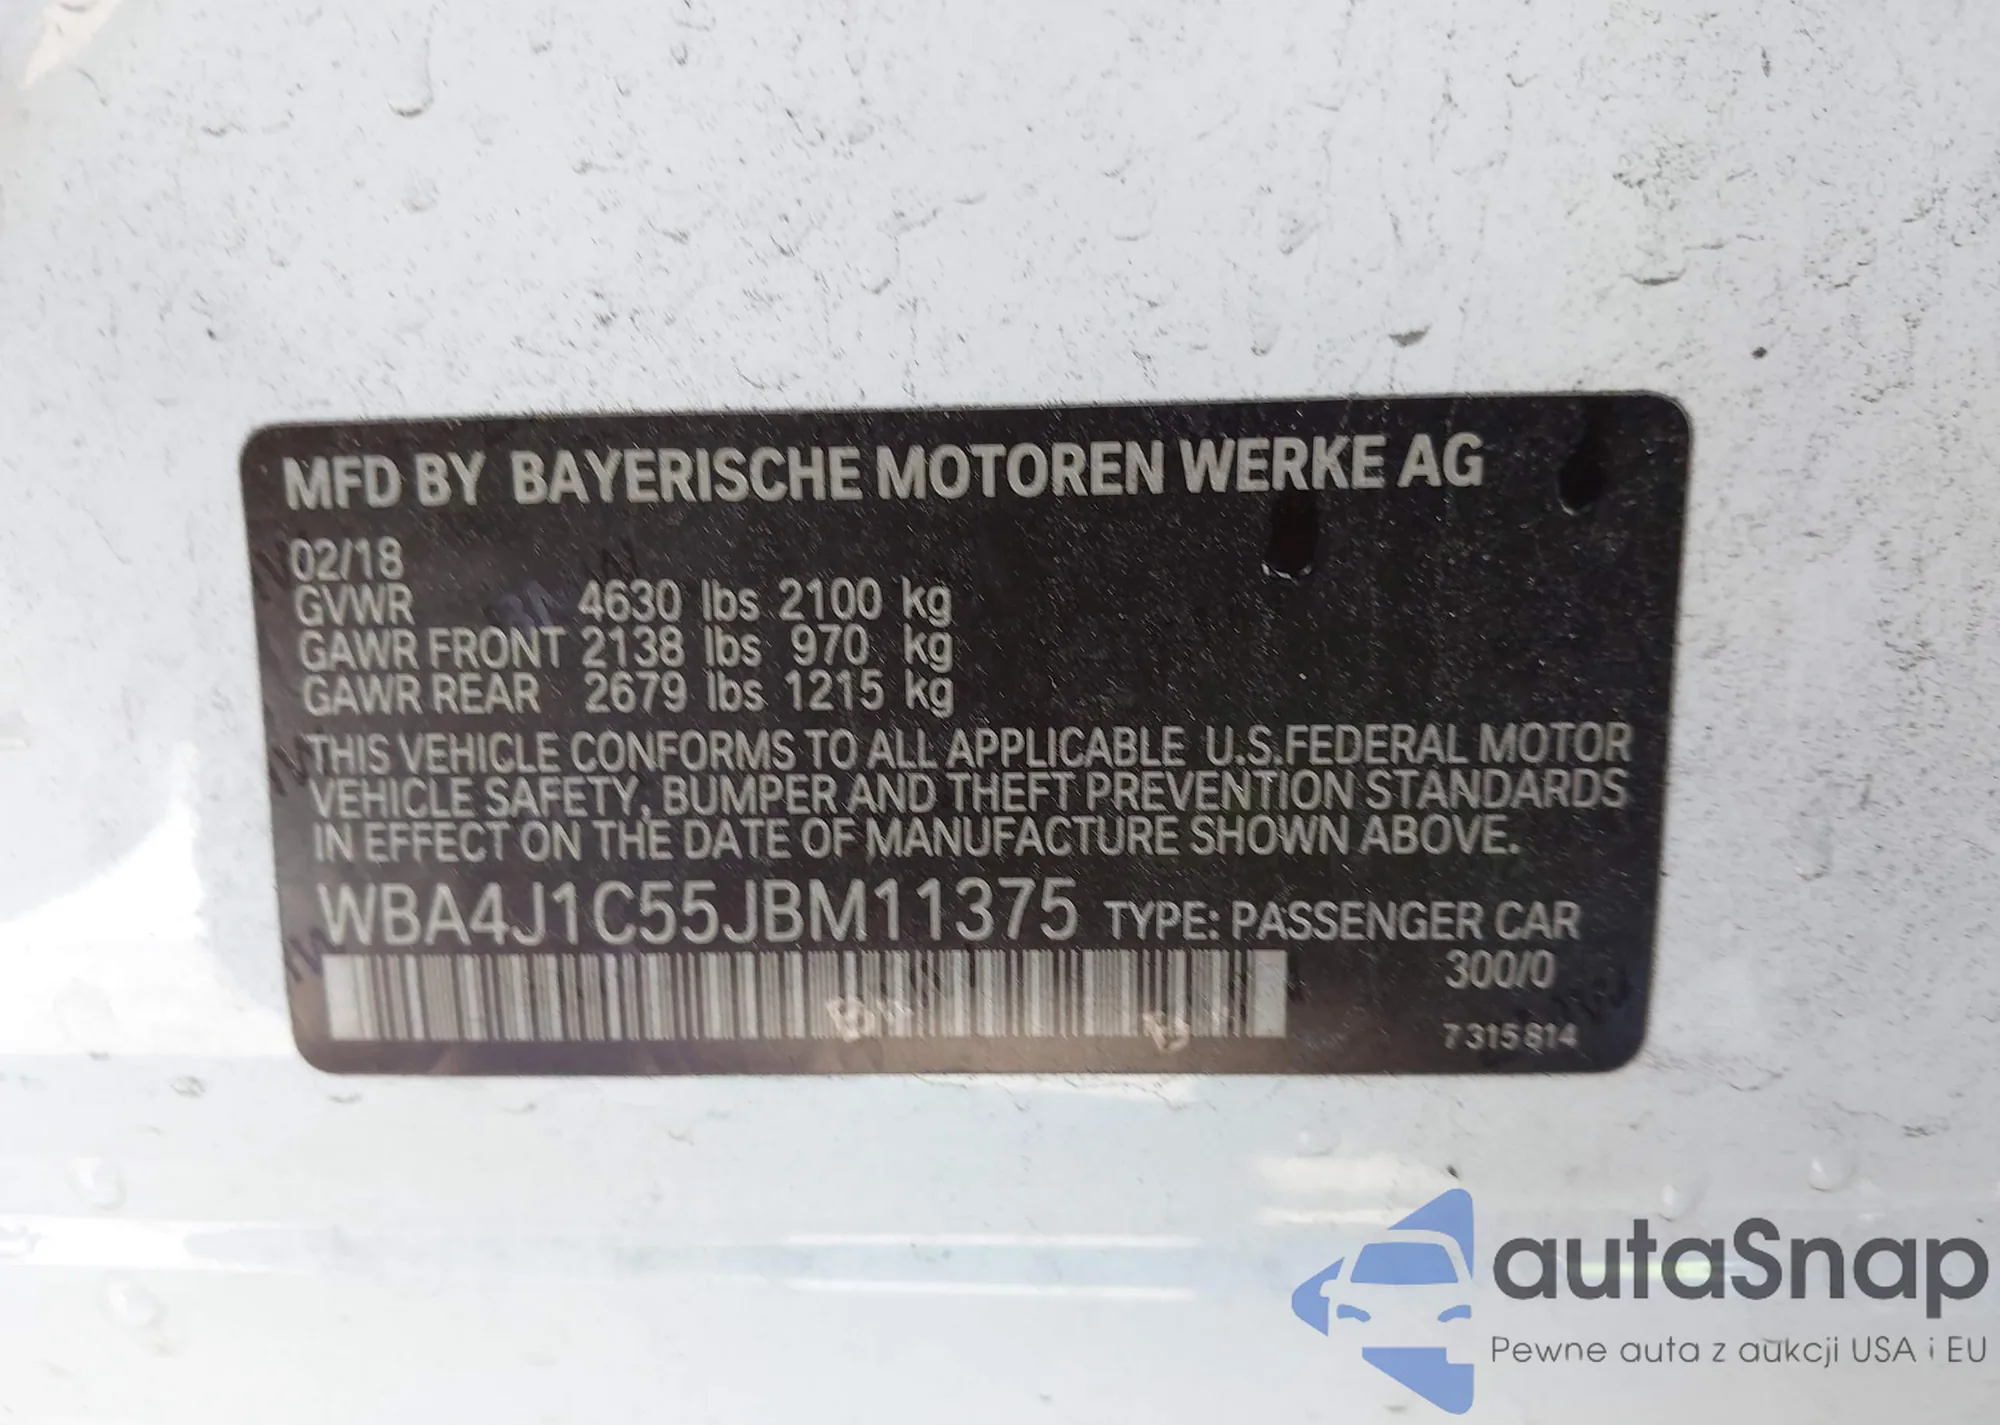 MFD BY BAYERISCHE MOTOREN WERKE AG
02/18
GVWR 4630 lbs 2100 kg
GAWR FRONT 2138 lbs 970 kg
GAWR REAR 2679 lbs 1215 kg
THIS VEHICLE CONFORMS TO ALL APPLICABLE U.S.FEDERAL MOTOR
VEHICLE SAFETY, BUMPER AND THEFT PREVENTION STANDARDS
IN EFFECT ON THE DATE OF MANUFACTURE SHOWN ABOVE.
WBA4J1C55JBM11375 TYPE: PASSENGER CAR
300/0
7 315 814
autaSnap
Pewne auta z aukcji USA i EU